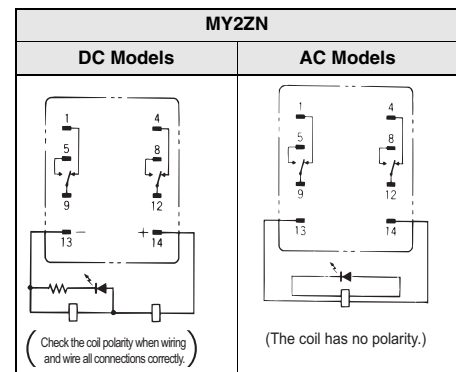 MY2ZN
DC Models
AC Models
1 4
5 8
9 12
13 − + 14
(Check the coil polarity when wiring
and wire all connections correctly.)
1 4
5 8
9 12
13 14
(The coil has no polarity.)